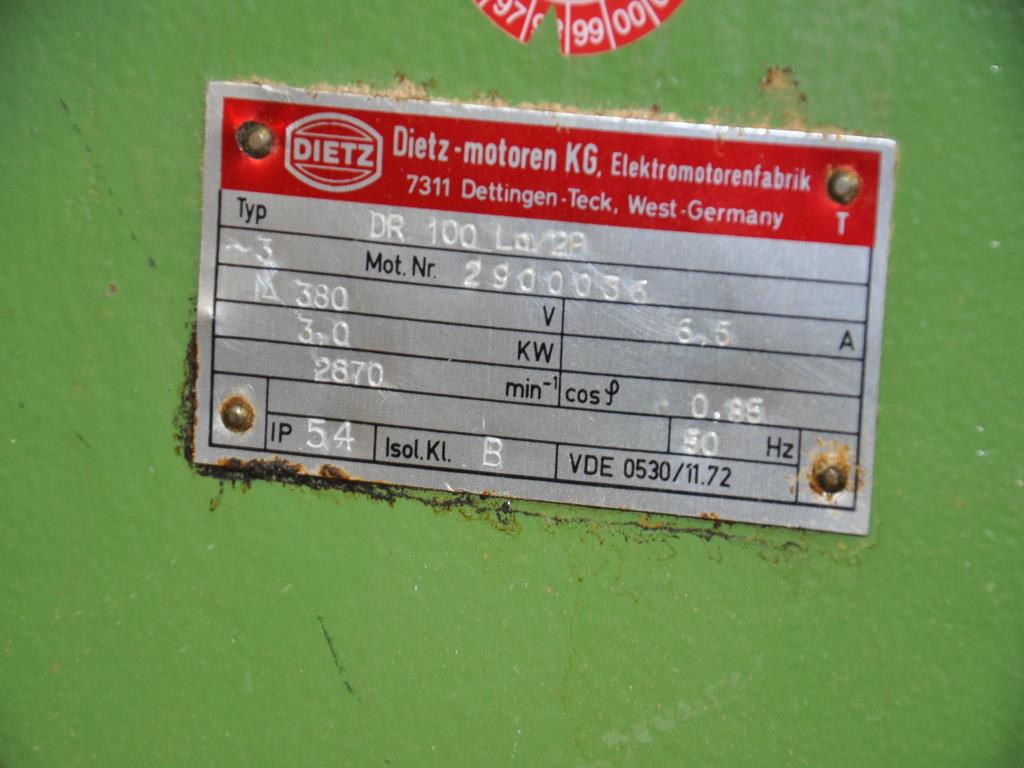 97 99 00
DIETZ
Dietz-motoren KG, Elektromotorenfabrik
7311 Dettingen-Teck, West-Germany
T
Typ DR 100 La/2B
~3 Mot. Nr. 2900036
Δ 380 V 6,5 A
3,0 KW
2870 min⁻¹ cos φ 0.86
50 Hz
IP 54 Isol. Kl. B VDE 0530/11.72